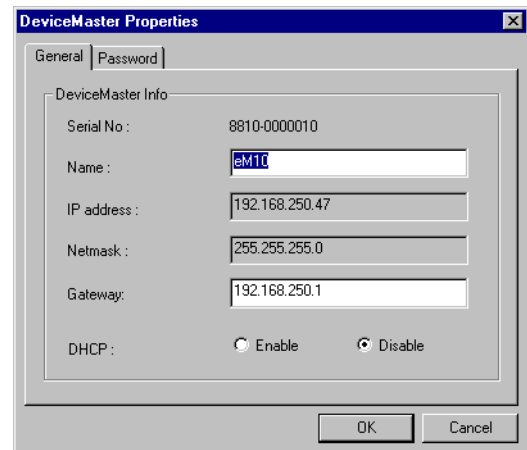 DeviceMaster Properties
General Password
DeviceMaster Info
Serial No : 8810-0000010
Name : eM10
IP address : 192.168.250.47
Netmask : 255.255.255.0
Gateway: 192.168.250.1
DHCP : Enable Disable
OK Cancel